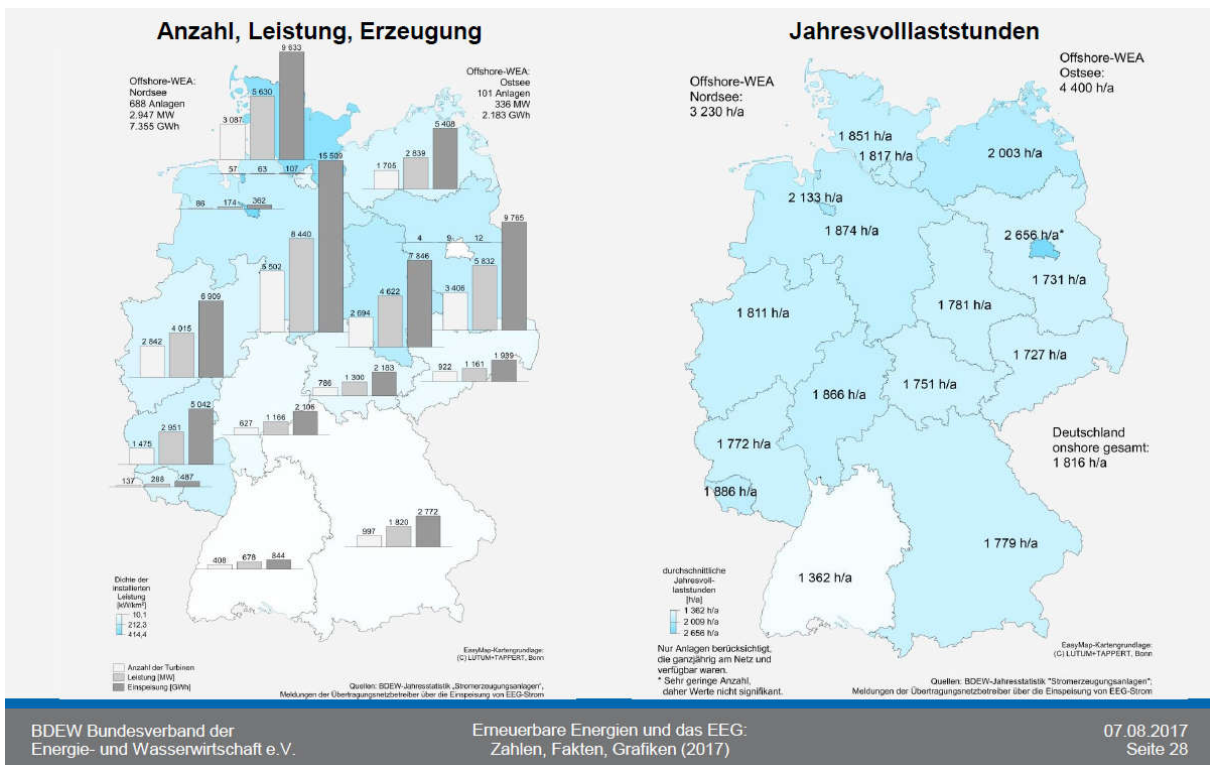 Anzahl, Leistung, Erzeugung
Offshore-WEA:
Nordsee
688 Anlagen
2.947 MW
7.355 GWh
Offshore-WEA:
Ostsee
101 Anlagen
336 MW
2.183 GWh
3 087
5 630
9 633
57
63
107
86
174
362
1 705
2 839
5 408
8 440
15 509
4
9
12
3 408
5 832
9 765
2 694
4 622
7 846
2 842
4 015
6 909
922
1 161
1 939
786
1 300
2 183
627
1 166
2 106
1 475
2 951
5 042
137
288
487
997
1 820
2 772
406
678
844
Dichte der
installierten
Leistung
[kW/km²]
10,1
212,3
414,4
Anzahl der Turbinen
Leistung [MW]
Einspeisung [GWh]
EasyMap-Kartengrundlage:
(C) LUTUM+TAPPERT, Bonn
Quellen: BDEW-Jahresstatistik „Stromerzeugungsanlagen",
Meldungen der Übertragungsnetzbetreiber über die Einspeisung von EEG-Strom
Jahresvolllaststunden
Offshore-WEA
Nordsee:
3 230 h/a
Offshore-WEA
Ostsee:
4 400 h/a
1 851 h/a
1 817 h/a
2 003 h/a
2 133 h/a
1 874 h/a
2 656 h/a*
1 731 h/a
1 781 h/a
1 811 h/a
1 727 h/a
1 751 h/a
1 866 h/a
1 772 h/a
1 886 h/a
Deutschland
onshore gesamt:
1 816 h/a
1 779 h/a
1 362 h/a
durchschnittliche
Jahresvoll-
laststunden
[h/a]
1 362 h/a
2 009 h/a
2 656 h/a
Nur Anlagen berücksichtigt,
die ganzjährig am Netz und
verfügbar waren.
* Sehr geringe Anzahl,
daher Werte nicht signifikant.
EasyMap-Kartengrundlage:
(C) LUTUM+TAPPERT, Bonn
Quellen: BDEW-Jahresstatistik "Stromerzeugungsanlagen";
Meldungen der Übertragungsnetzbetreiber über die Einspeisung von EEG-Strom
BDEW Bundesverband der
Energie- und Wasserwirtschaft e.V.
Erneuerbare Energien und das EEG:
Zahlen, Fakten, Grafiken (2017)
07.08.2017
Seite 28